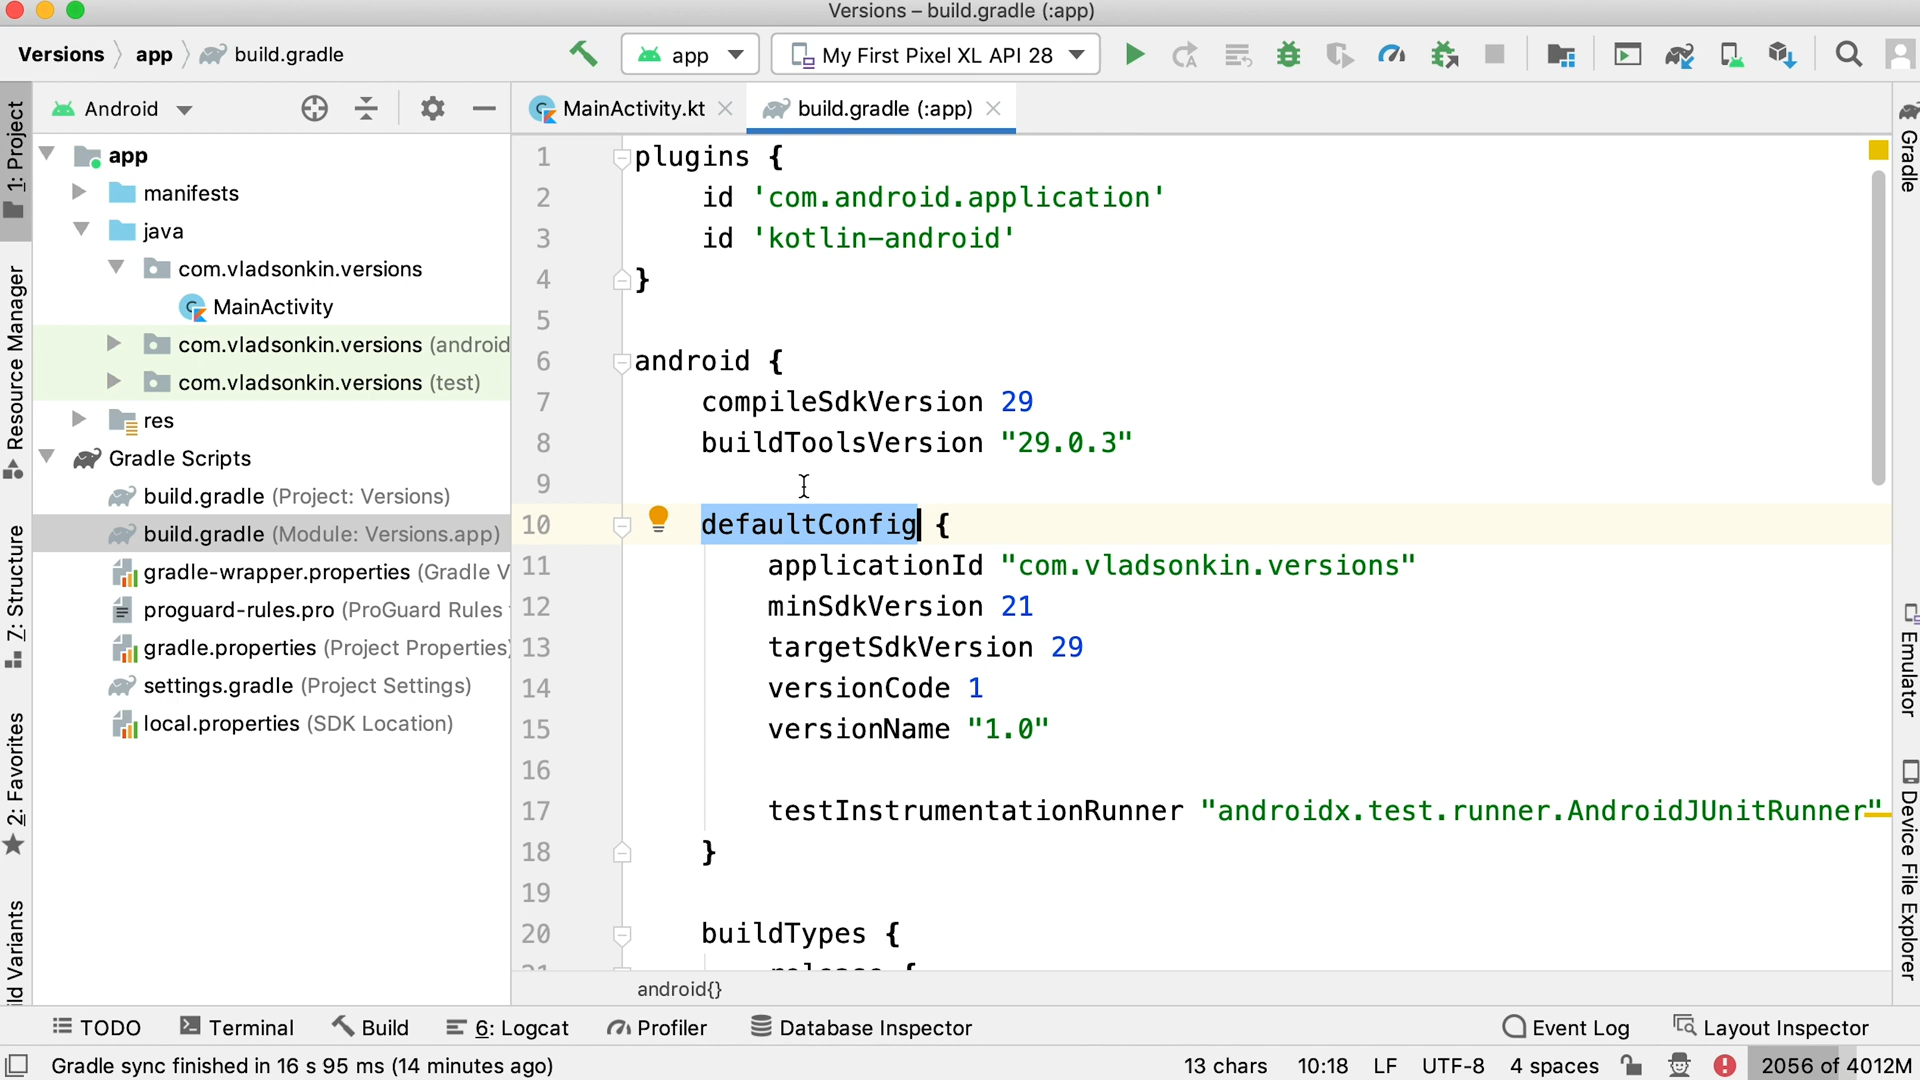 Versions – build.gradle (:app)
Versions app build.gradle
app
My First Pixel XL API 28
Android
MainActivity.kt
build.gradle (:app)
app
manifests
java
com.vladsonkin.versions
MainActivity
com.vladsonkin.versions (android
com.vladsonkin.versions (test)
res
Gradle Scripts
build.gradle (Project: Versions)
build.gradle (Module: Versions.app)
gradle-wrapper.properties (Gradle V
proguard-rules.pro (ProGuard Rules
gradle.properties (Project Properties)
settings.gradle (Project Settings)
local.properties (SDK Location)
1: Project
Resource Manager
7: Structure
2: Favorites
ld Variants
1 plugins {
2 id 'com.android.application'
3 id 'kotlin-android'
4 }
5
6 android {
7 compileSdkVersion 29
8 buildToolsVersion "29.0.3"
9
10 defaultConfig {
11 applicationId "com.vladsonkin.versions"
12 minSdkVersion 21
13 targetSdkVersion 29
14 versionCode 1
15 versionName "1.0"
16
17 testInstrumentationRunner "androidx.test.runner.AndroidJUnitRunner"
18 }
19
20 buildTypes {
21 release {
android{}
Gradle
Emulator
Device File Explorer
TODO
Terminal
Build
6: Logcat
Profiler
Database Inspector
Event Log
Layout Inspector
Gradle sync finished in 16 s 95 ms (14 minutes ago)
13 chars
10:18
LF
UTF-8
4 spaces
2056 of 4012M